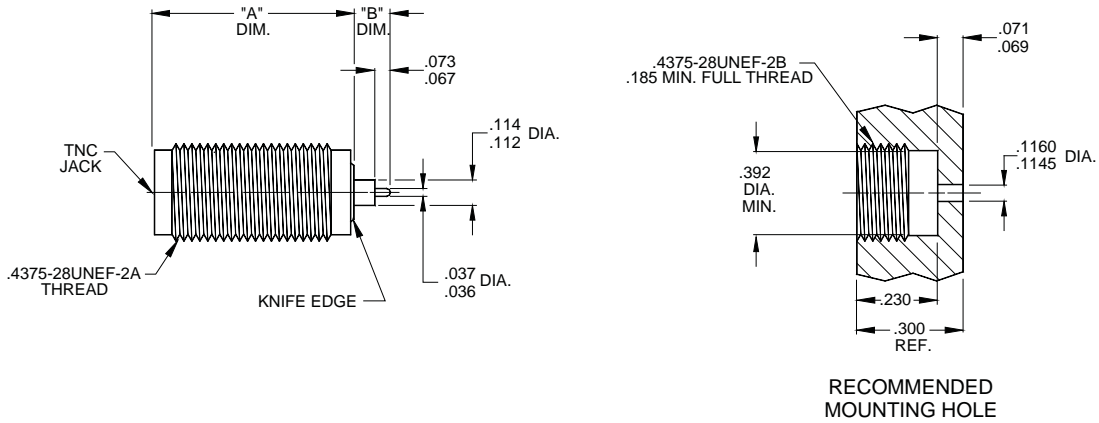 "A"
DIM.
"B"
DIM.
.073
.067
.114
.112 DIA.
TNC
JACK
.4375-28UNEF-2A
THREAD
KNIFE EDGE
.037
.036 DIA.
.071
.069
.4375-28UNEF-2B
.185 MIN. FULL THREAD
.392
DIA.
MIN.
.1160
.1145 DIA.
.230
.300
REF.
RECOMMENDED
MOUNTING HOLE